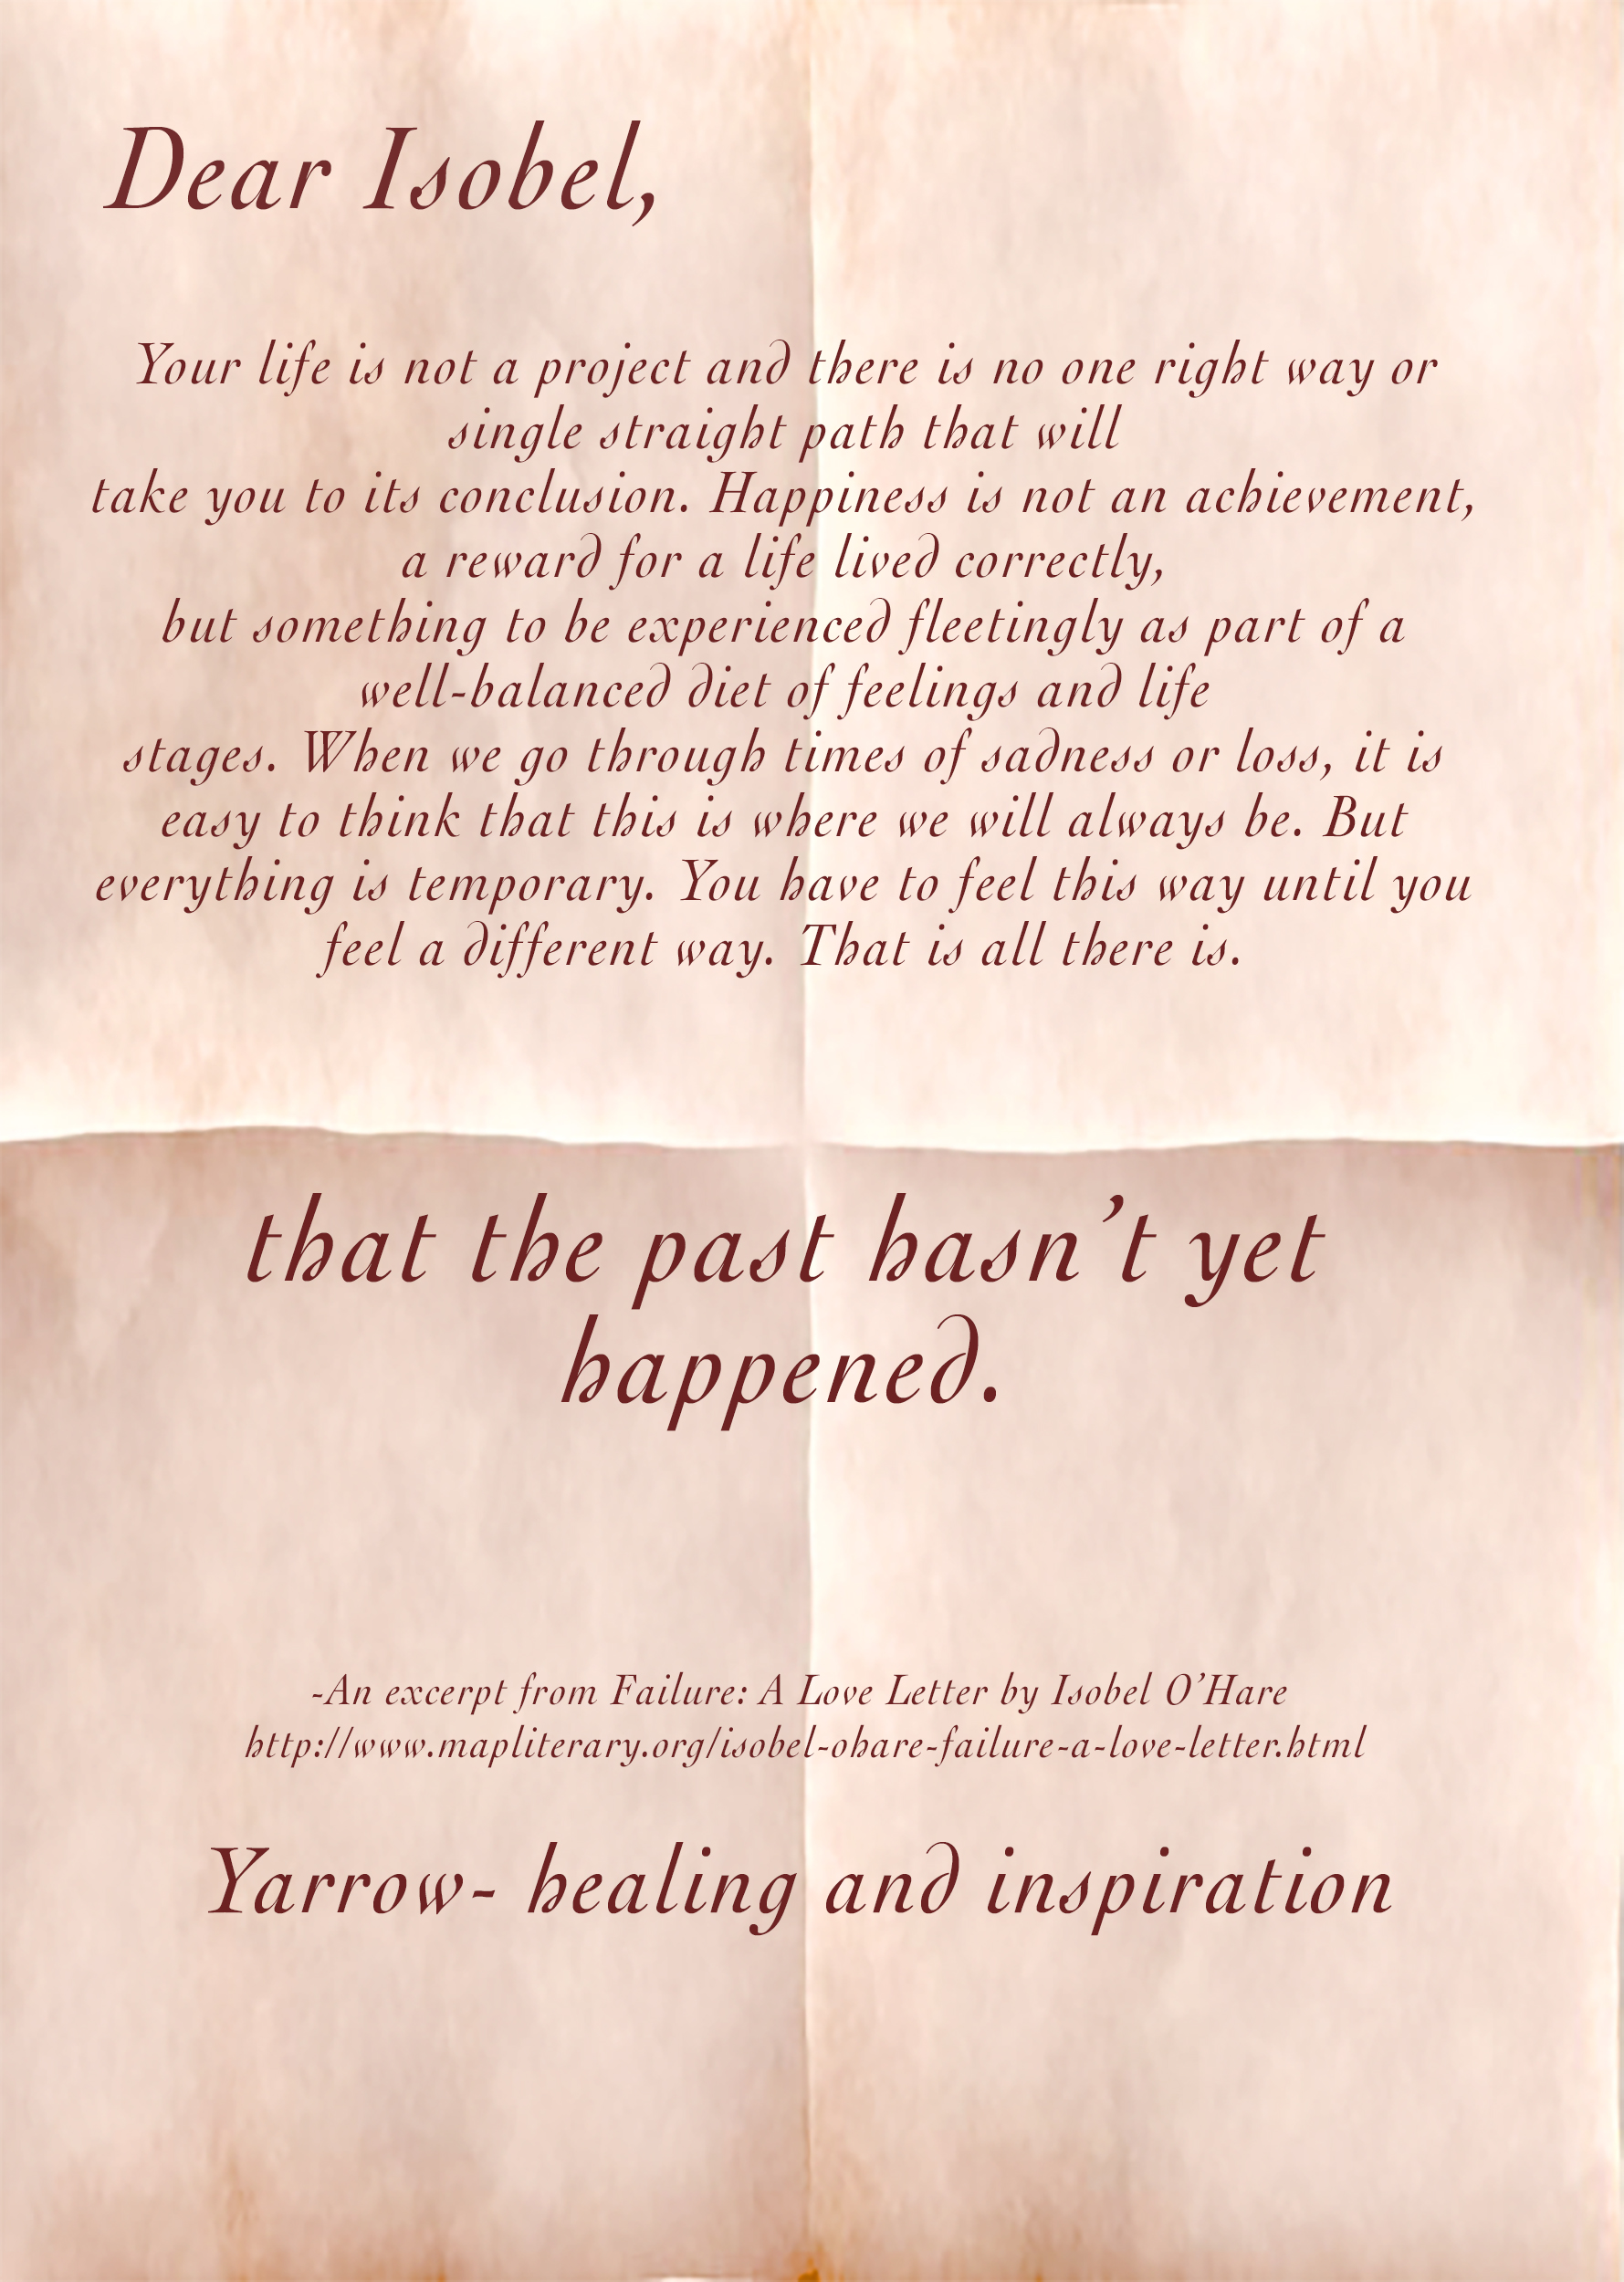 Dear Isobel,
Your life is not a project and there is no one right way or
single straight path that will
take you to its conclusion. Happiness is not an achievement,
a reward for a life lived correctly,
but something to be experienced fleetingly as part of a
well-balanced diet of feelings and life
stages. When we go through times of sadness or loss, it is
easy to think that this is where we will always be. But
everything is temporary. You have to feel this way until you
feel a different way. That is all there is.
that the past hasn't yet
happened.
-An excerpt from Failure: A Love Letter by Isobel O'Hare
http://www.mapliterary.org/isobel-ohare-failure-a-love-letter.html
Yarrow- healing and inspiration